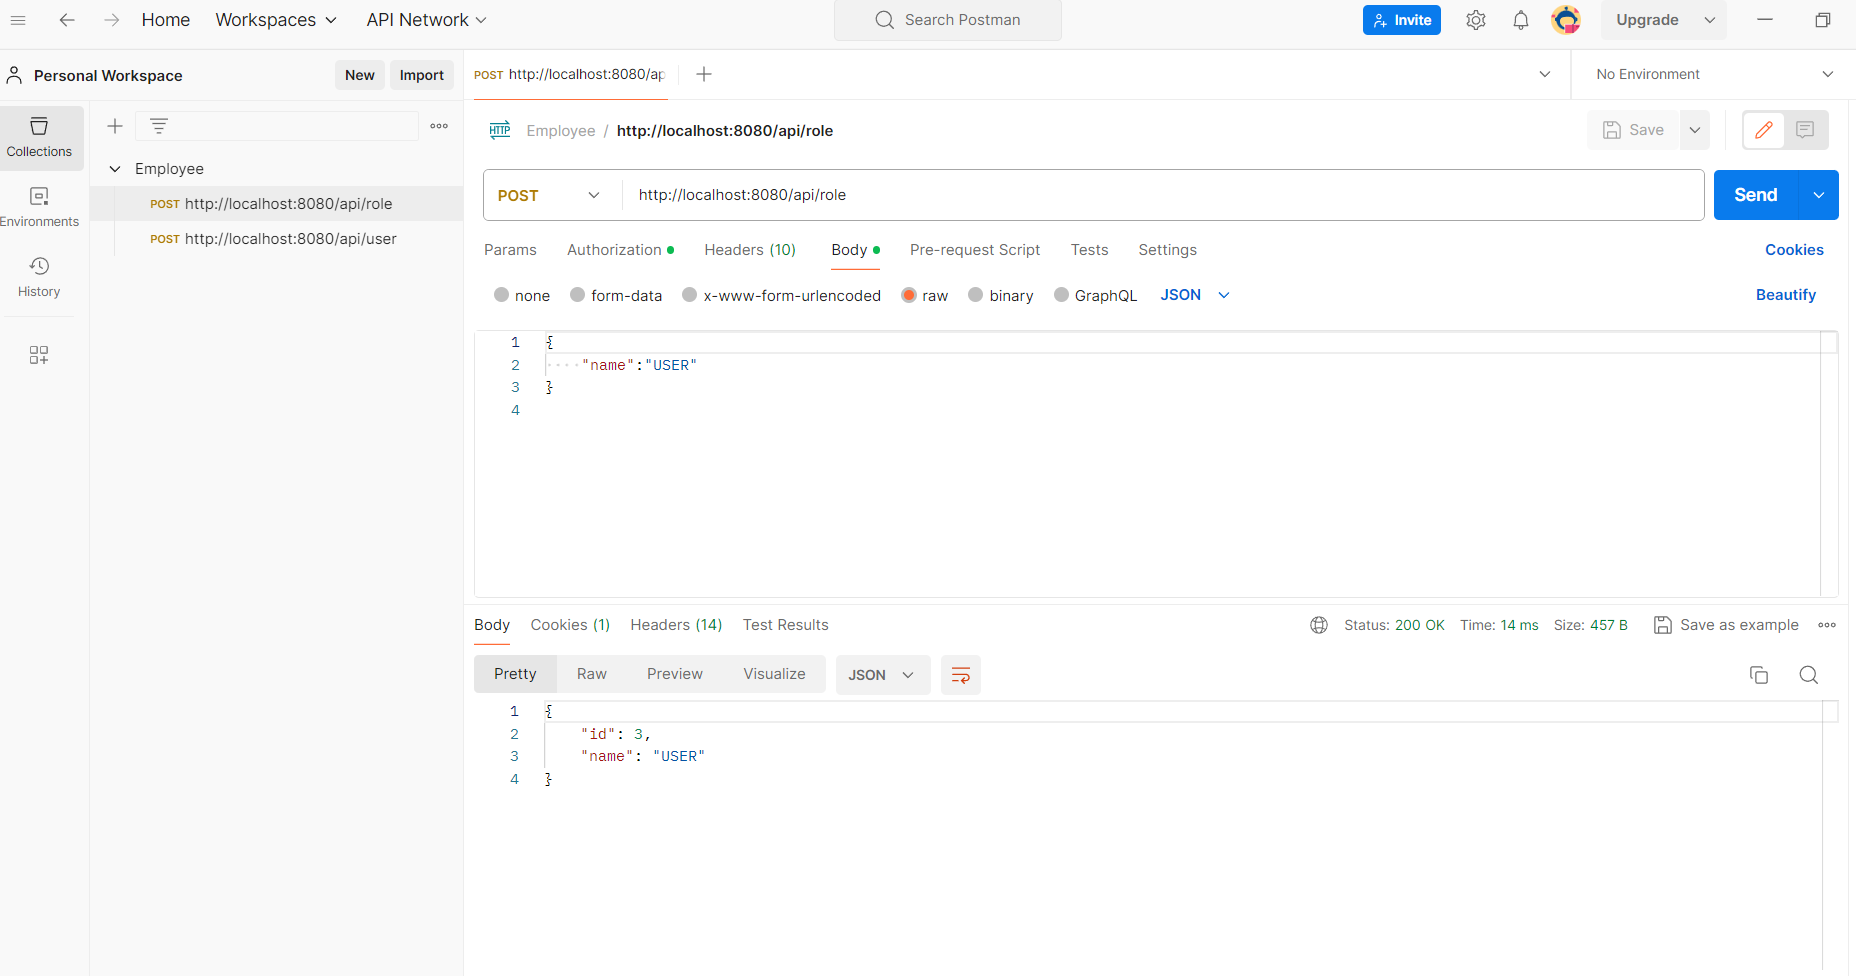 Home Workspaces API Network Search Postman Invite Upgrade
Personal Workspace New Import POST http://localhost:8080/ap No Environment
Collections
Environments
History
Employee
POST http://localhost:8080/api/role
POST http://localhost:8080/api/user
HTTP Employee / http://localhost:8080/api/role Save
POST http://localhost:8080/api/role Send
Params Authorization Headers (10) Body Pre-request Script Tests Settings Cookies
none form-data x-www-form-urlencoded raw binary GraphQL JSON Beautify
1 {
2 "name":"USER"
3 }
4
Body Cookies (1) Headers (14) Test Results Status: 200 OK Time: 14 ms Size: 457 B Save as example
Pretty Raw Preview Visualize JSON
1 {
2 "id": 3,
3 "name": "USER"
4 }